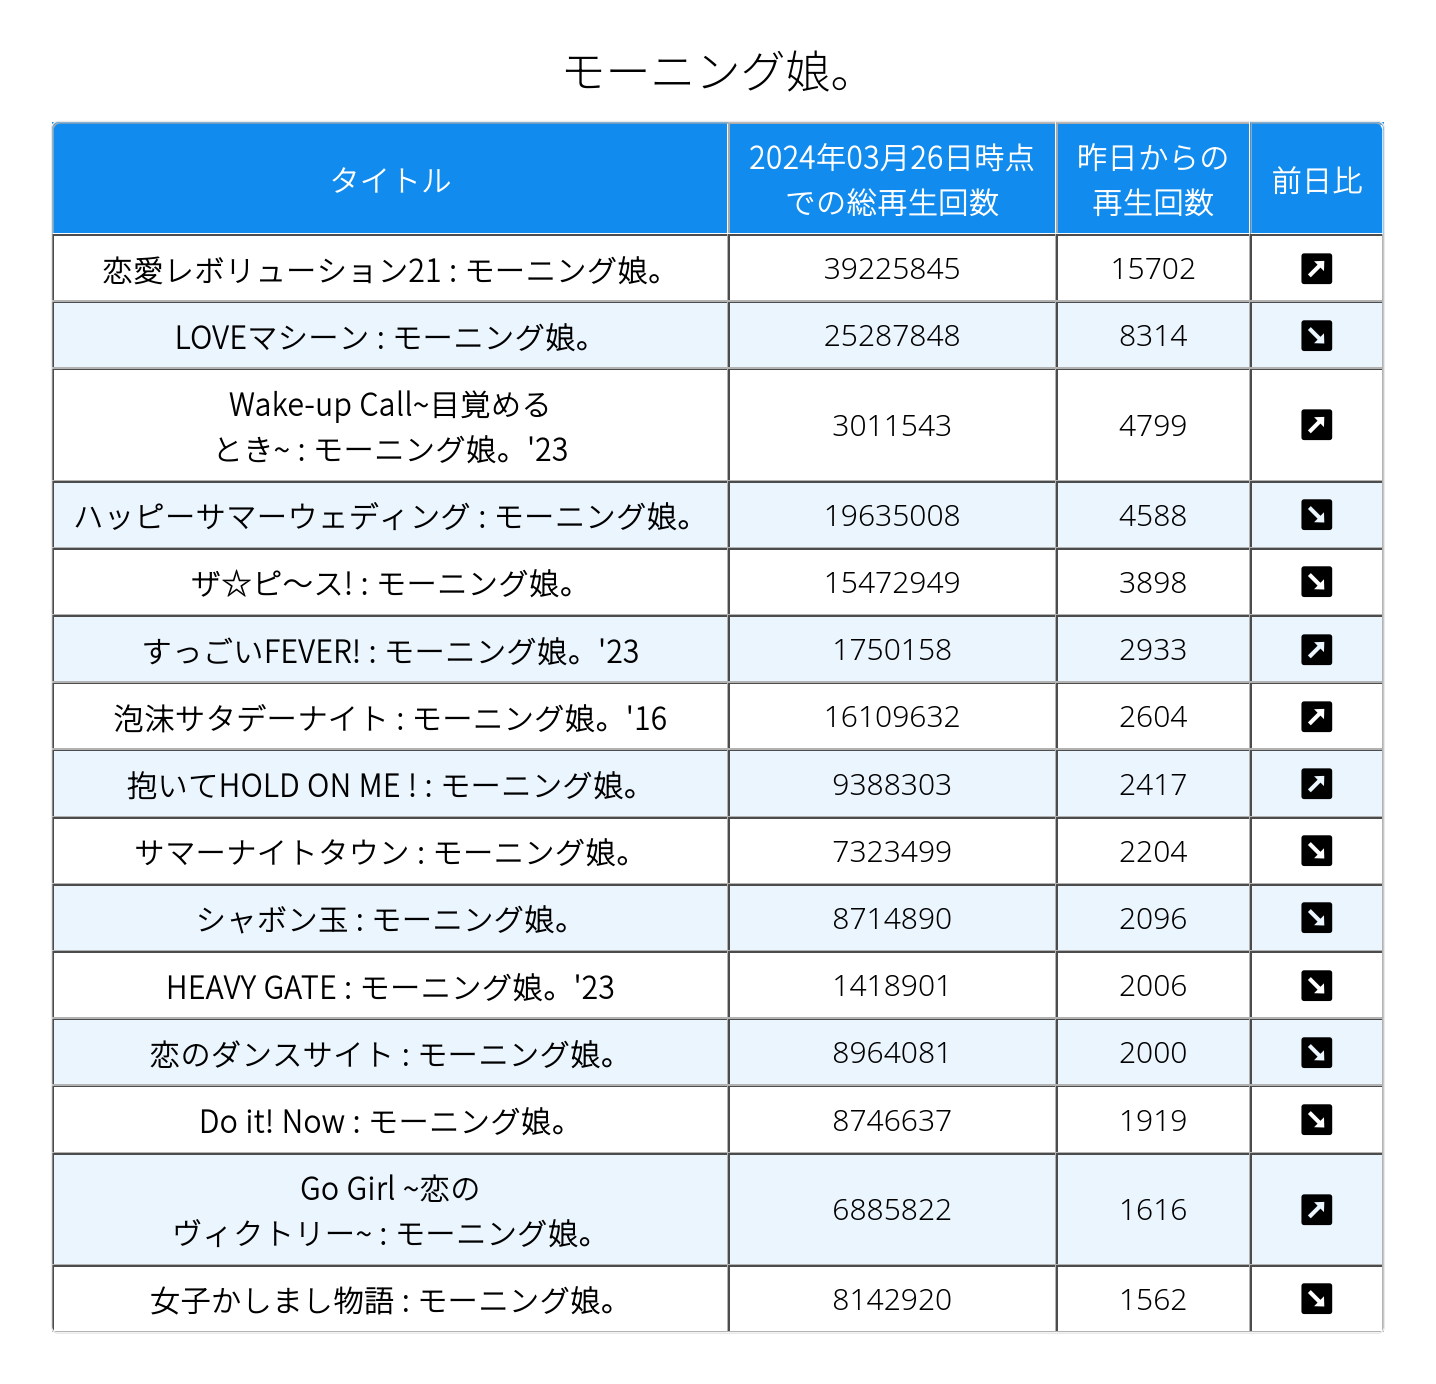 モーニング娘。
タイトル
2024年03月26日時点
での総再生回数
昨日からの
再生回数
前日比
恋愛レボリューション21 : モーニング娘。 39225845 15702
LOVEマシーン : モーニング娘。 25287848 8314
Wake-up Call~目覚める
とき~ : モーニング娘。'23 3011543 4799
ハッピーサマーウェディング : モーニング娘。 19635008 4588
ザ☆ピ〜ス! : モーニング娘。 15472949 3898
すっごいFEVER! : モーニング娘。'23 1750158 2933
泡沫サタデーナイト : モーニング娘。'16 16109632 2604
抱いてHOLD ON ME ! : モーニング娘。 9388303 2417
サマーナイトタウン : モーニング娘。 7323499 2204
シャボン玉 : モーニング娘。 8714890 2096
HEAVY GATE : モーニング娘。'23 1418901 2006
恋のダンスサイト : モーニング娘。 8964081 2000
Do it! Now : モーニング娘。 8746637 1919
Go Girl ~恋の
ヴィクトリー~ : モーニング娘。 6885822 1616
女子かしまし物語 : モーニング娘。 8142920 1562